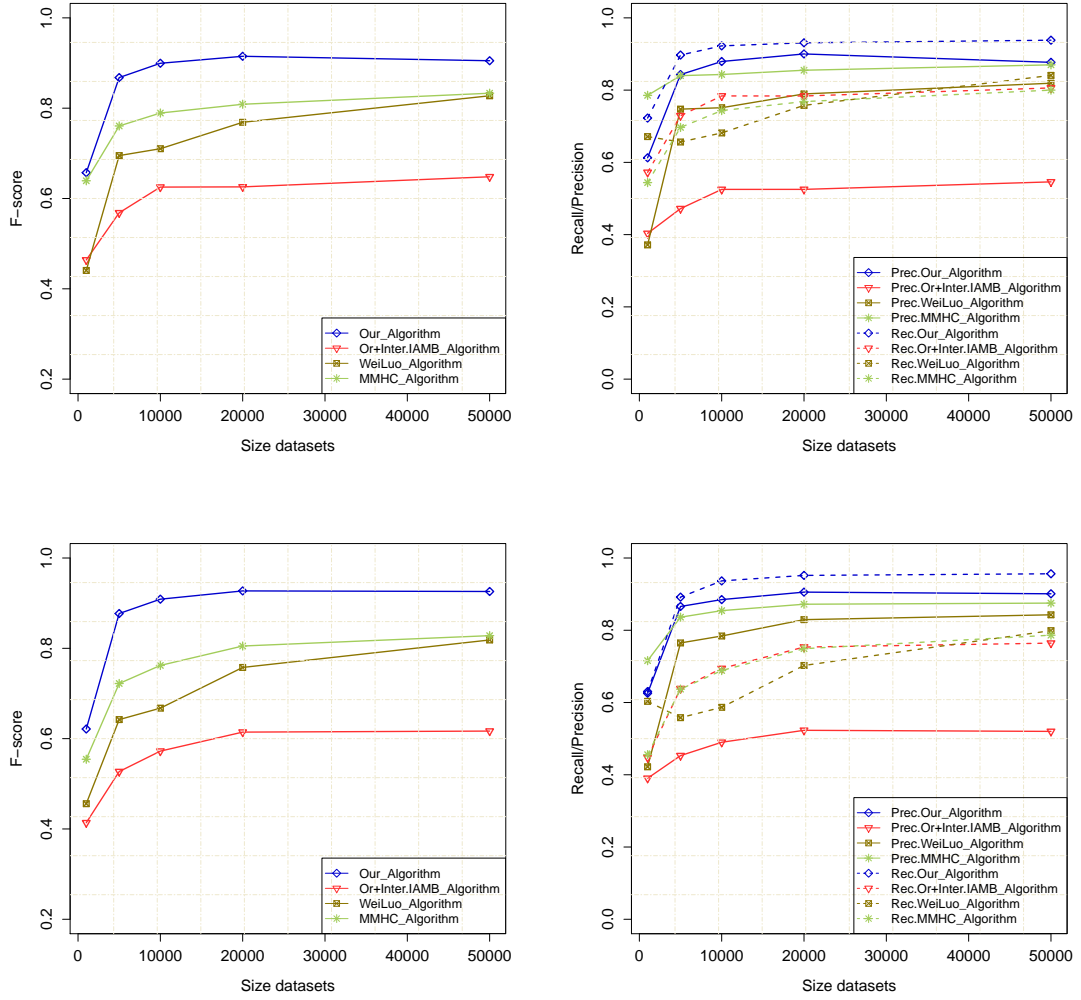 1.0
0.8
0.6
0.4
0.2
F−score
0 10000 20000 30000 40000 50000
Size datasets
Our_Algorithm
Or+Inter.IAMB_Algorithm
WeiLuo_Algorithm
MMHC_Algorithm
1.0
0.8
0.6
0.4
0.2
0.0
Recall/Precision
0 10000 20000 30000 40000 50000
Size datasets
Prec.Our_Algorithm
Prec.Or+Inter.IAMB_Algorithm
Prec.WeiLuo_Algorithm
Prec.MMHC_Algorithm
Rec.Our_Algorithm
Rec.Or+Inter.IAMB_Algorithm
Rec.WeiLuo_Algorithm
Rec.MMHC_Algorithm
1.0
0.8
0.6
0.4
0.2
F−score
0 10000 20000 30000 40000 50000
Size datasets
Our_Algorithm
Or+Inter.IAMB_Algorithm
WeiLuo_Algorithm
MMHC_Algorithm
1.0
0.8
0.6
0.4
0.2
0.0
Recall/Precision
0 10000 20000 30000 40000 50000
Size datasets
Prec.Our_Algorithm
Prec.Or+Inter.IAMB_Algorithm
Prec.WeiLuo_Algorithm
Prec.MMHC_Algorithm
Rec.Our_Algorithm
Rec.Or+Inter.IAMB_Algorithm
Rec.WeiLuo_Algorithm
Rec.MMHC_Algorithm